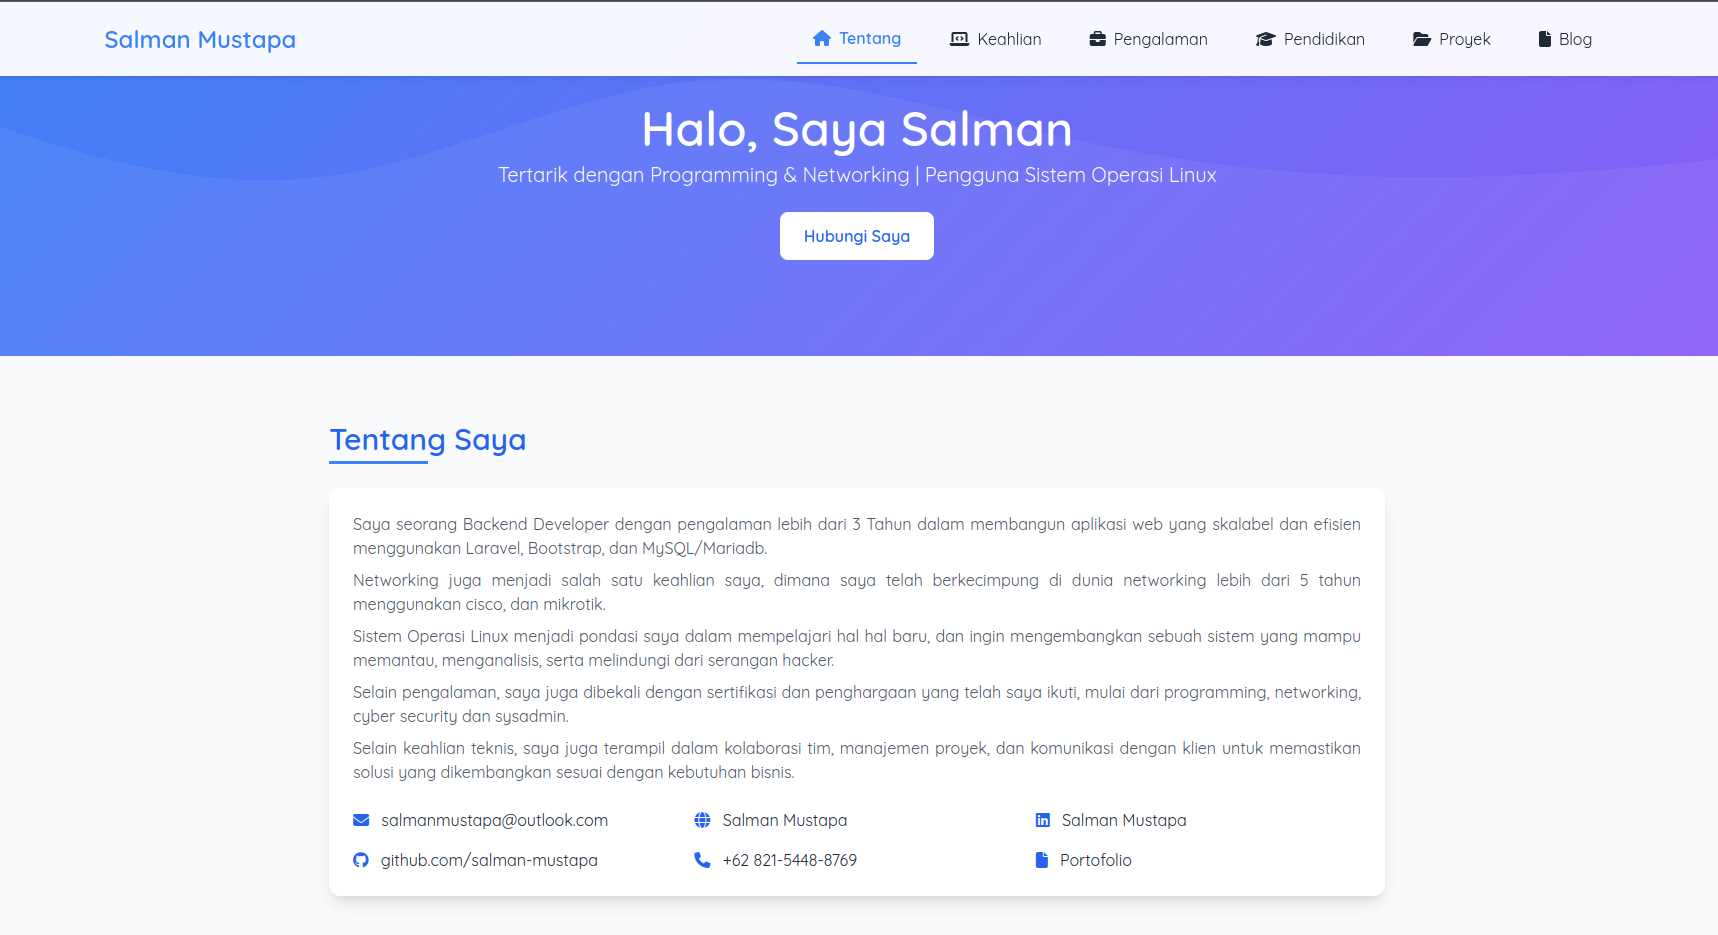 Salman Mustapa
Tentang
Keahlian
Pengalaman
Pendidikan
Proyek
Blog
Halo, Saya Salman
Tertarik dengan Programming & Networking | Pengguna Sistem Operasi Linux
Hubungi Saya
Tentang Saya
Saya seorang Backend Developer dengan pengalaman lebih dari 3 Tahun dalam membangun aplikasi web yang skalabel dan efisien
menggunakan Laravel, Bootstrap, dan MySQL/Mariadb.
Networking juga menjadi salah satu keahlian saya, dimana saya telah berkecimpung di dunia networking lebih dari 5 tahun
menggunakan cisco, dan mikrotik.
Sistem Operasi Linux menjadi pondasi saya dalam mempelajari hal hal baru, dan ingin mengembangkan sebuah sistem yang mampu
memantau, menganalisis, serta melindungi dari serangan hacker.
Selain pengalaman, saya juga dibekali dengan sertifikasi dan penghargaan yang telah saya ikuti, mulai dari programming, networking,
cyber security dan sysadmin.
Selain keahlian teknis, saya juga terampil dalam kolaborasi tim, manajemen proyek, dan komunikasi dengan klien untuk memastikan
solusi yang dikembangkan sesuai dengan kebutuhan bisnis.
salmanmustapa@outlook.com
Salman Mustapa
Salman Mustapa
github.com/salman-mustapa
+62 821-5448-8769
Portofolio